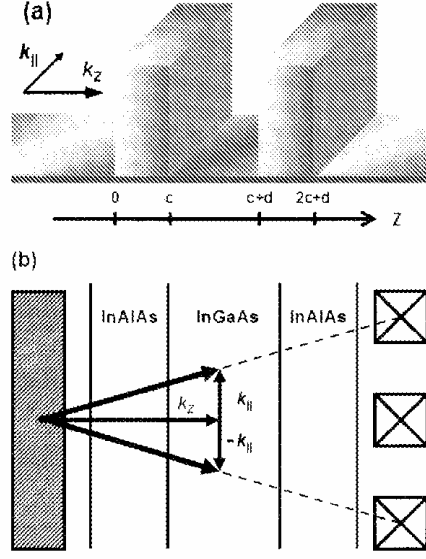 (a)
k||
kz
0 c c+d 2c+d
z
(b)
InAlAs InGaAs InAlAs
kz k||
-k||